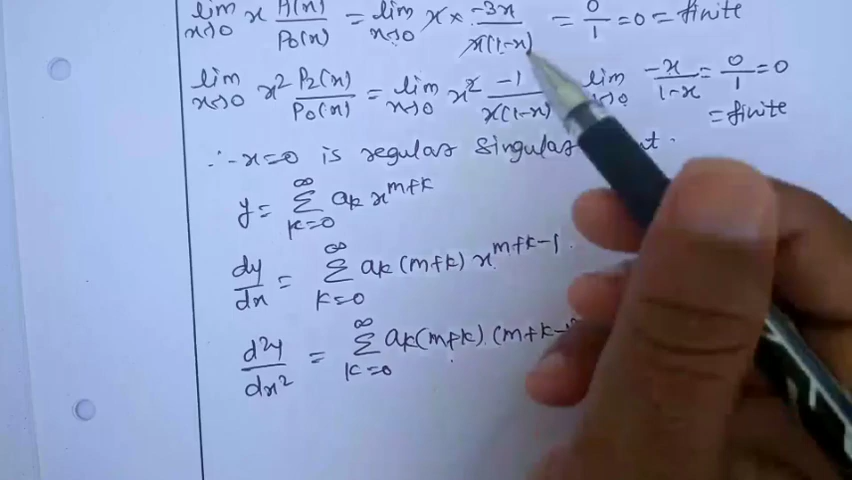 lim x→0 x P1(x)/P0(x) = lim x→0 x × -3x/x(1-x) = 0/1 = 0 = finite
lim x→0 x² P2(x)/P0(x) = lim x→0 x² -1/x(1-x) lim x→0 -x/1-x = 0/1 = 0
= finite
∴ x=0 is regular singular
y = ∞ Σ k=0 ak x^m+k
dy/dx = ∞ Σ k=0 ak (m+k) x^m+k-1
d²y/dx² = ∞ Σ k=0 ak(m+k) (m+k-1)